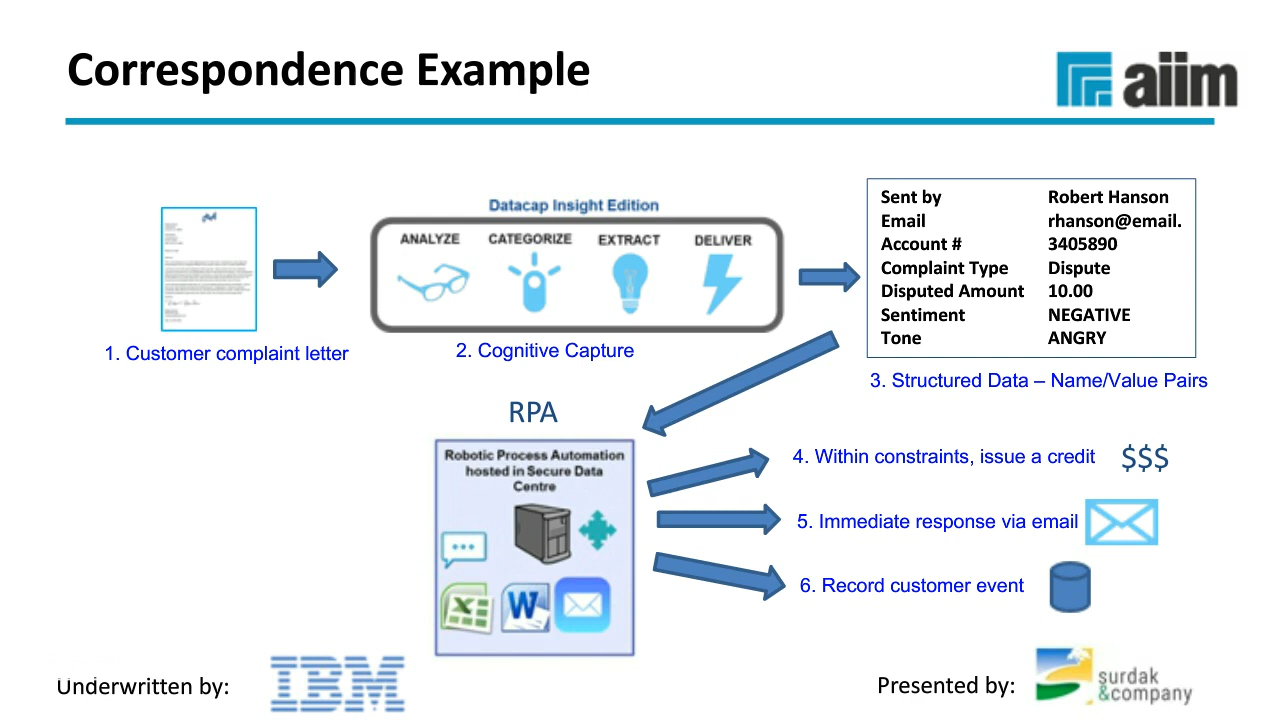 Correspondence Example
aiim
Datacap Insight Edition
ANALYZE CATEGORIZE EXTRACT DELIVER
1. Customer complaint letter
2. Cognitive Capture
Sent by Robert Hanson
Email rhanson@email.
Account # 3405890
Complaint Type Dispute
Disputed Amount 10.00
Sentiment NEGATIVE
Tone ANGRY
3. Structured Data – Name/Value Pairs
RPA
Robotic Process Automation
hosted in Secure Data
Centre
4. Within constraints, issue a credit $$$
5. Immediate response via email
6. Record customer event
Underwritten by: IBM
Presented by: surdak
&company